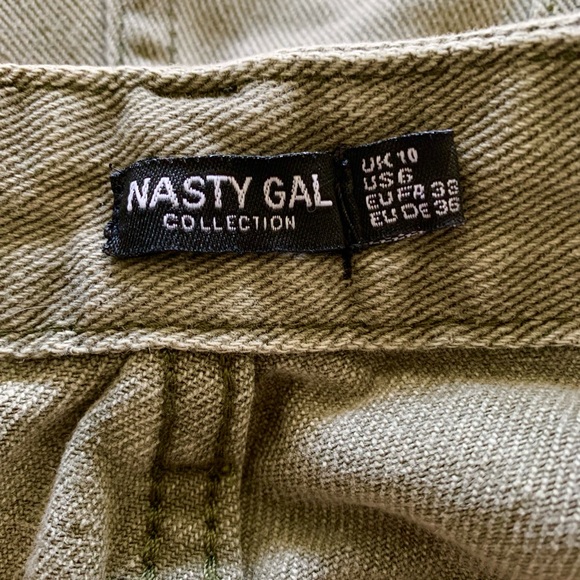 NASTY GAL
COLLECTION
UK 10
US 6
EU FR 38
EU DE 36